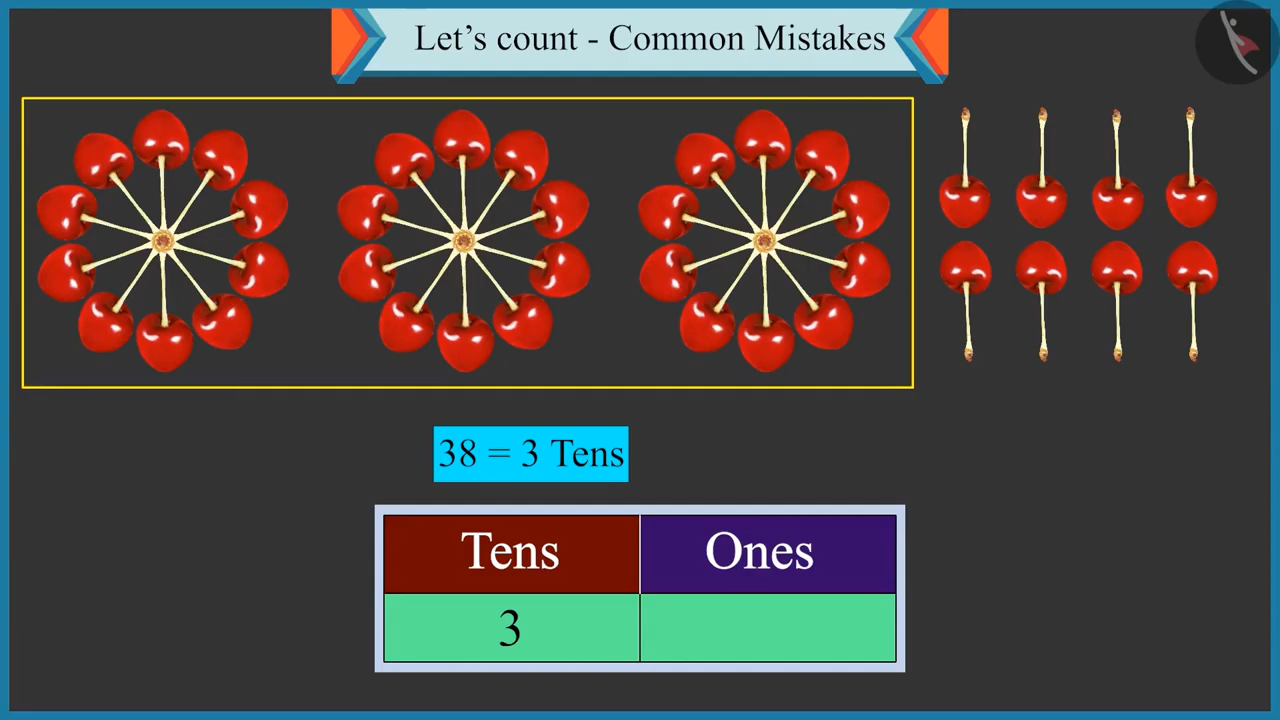 Let’s count - Common Mistakes
38 = 3 Tens
Tens Ones
3